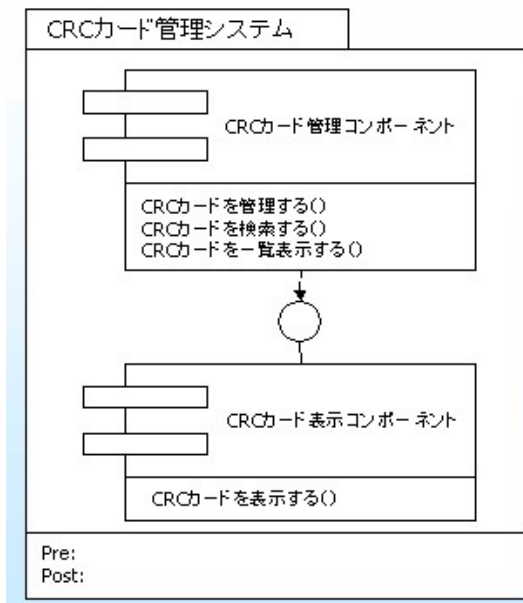 CRCカード管理システム
CRCカード管理コンポーネント
CRCカードを管理する()
CRCカードを検索する()
CRCカードを一覧表示する()
CRCカード表示コンポーネント
CRCカードを表示する()
Pre:
Post: